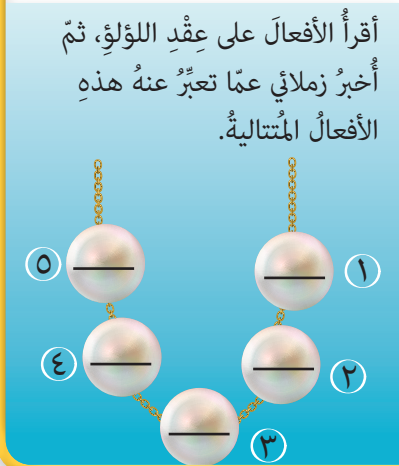 أقرأُ الأفعالَ على عِقْدِ اللؤلؤِ، ثمّ
أُخبرُ زملائي عمّا تعبِّرُ عنهُ هذهِ
الأفعالُ المُتتاليةُ.
١
٢
٣
٤
٥